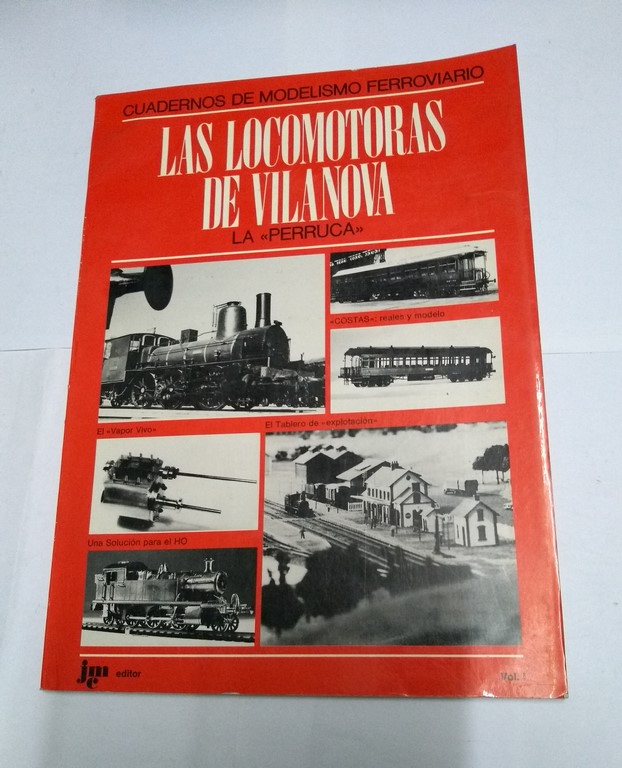 CUADERNOS DE MODELISMO FERROVIARIO
LAS LOCOMOTORAS
DE VILANOVA
LA «PERRUCA»
«COSTAS»: reales y modelo
El «Vapor Vivo»
El Tablero de «explotación»
Una Solución para el HO
jmc editor
Vol. I